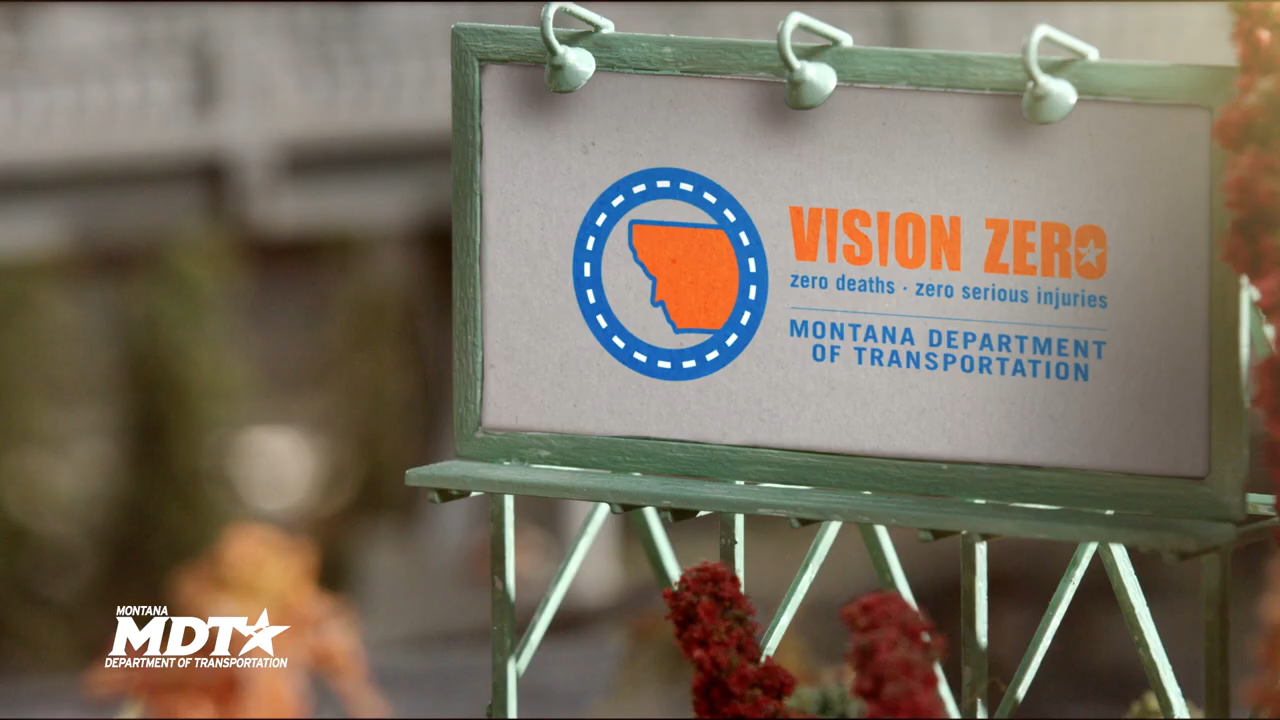 VISION ZERO
zero deaths · zero serious injuries
MONTANA DEPARTMENT
OF TRANSPORTATION
MONTANA
MDT
DEPARTMENT OF TRANSPORTATION